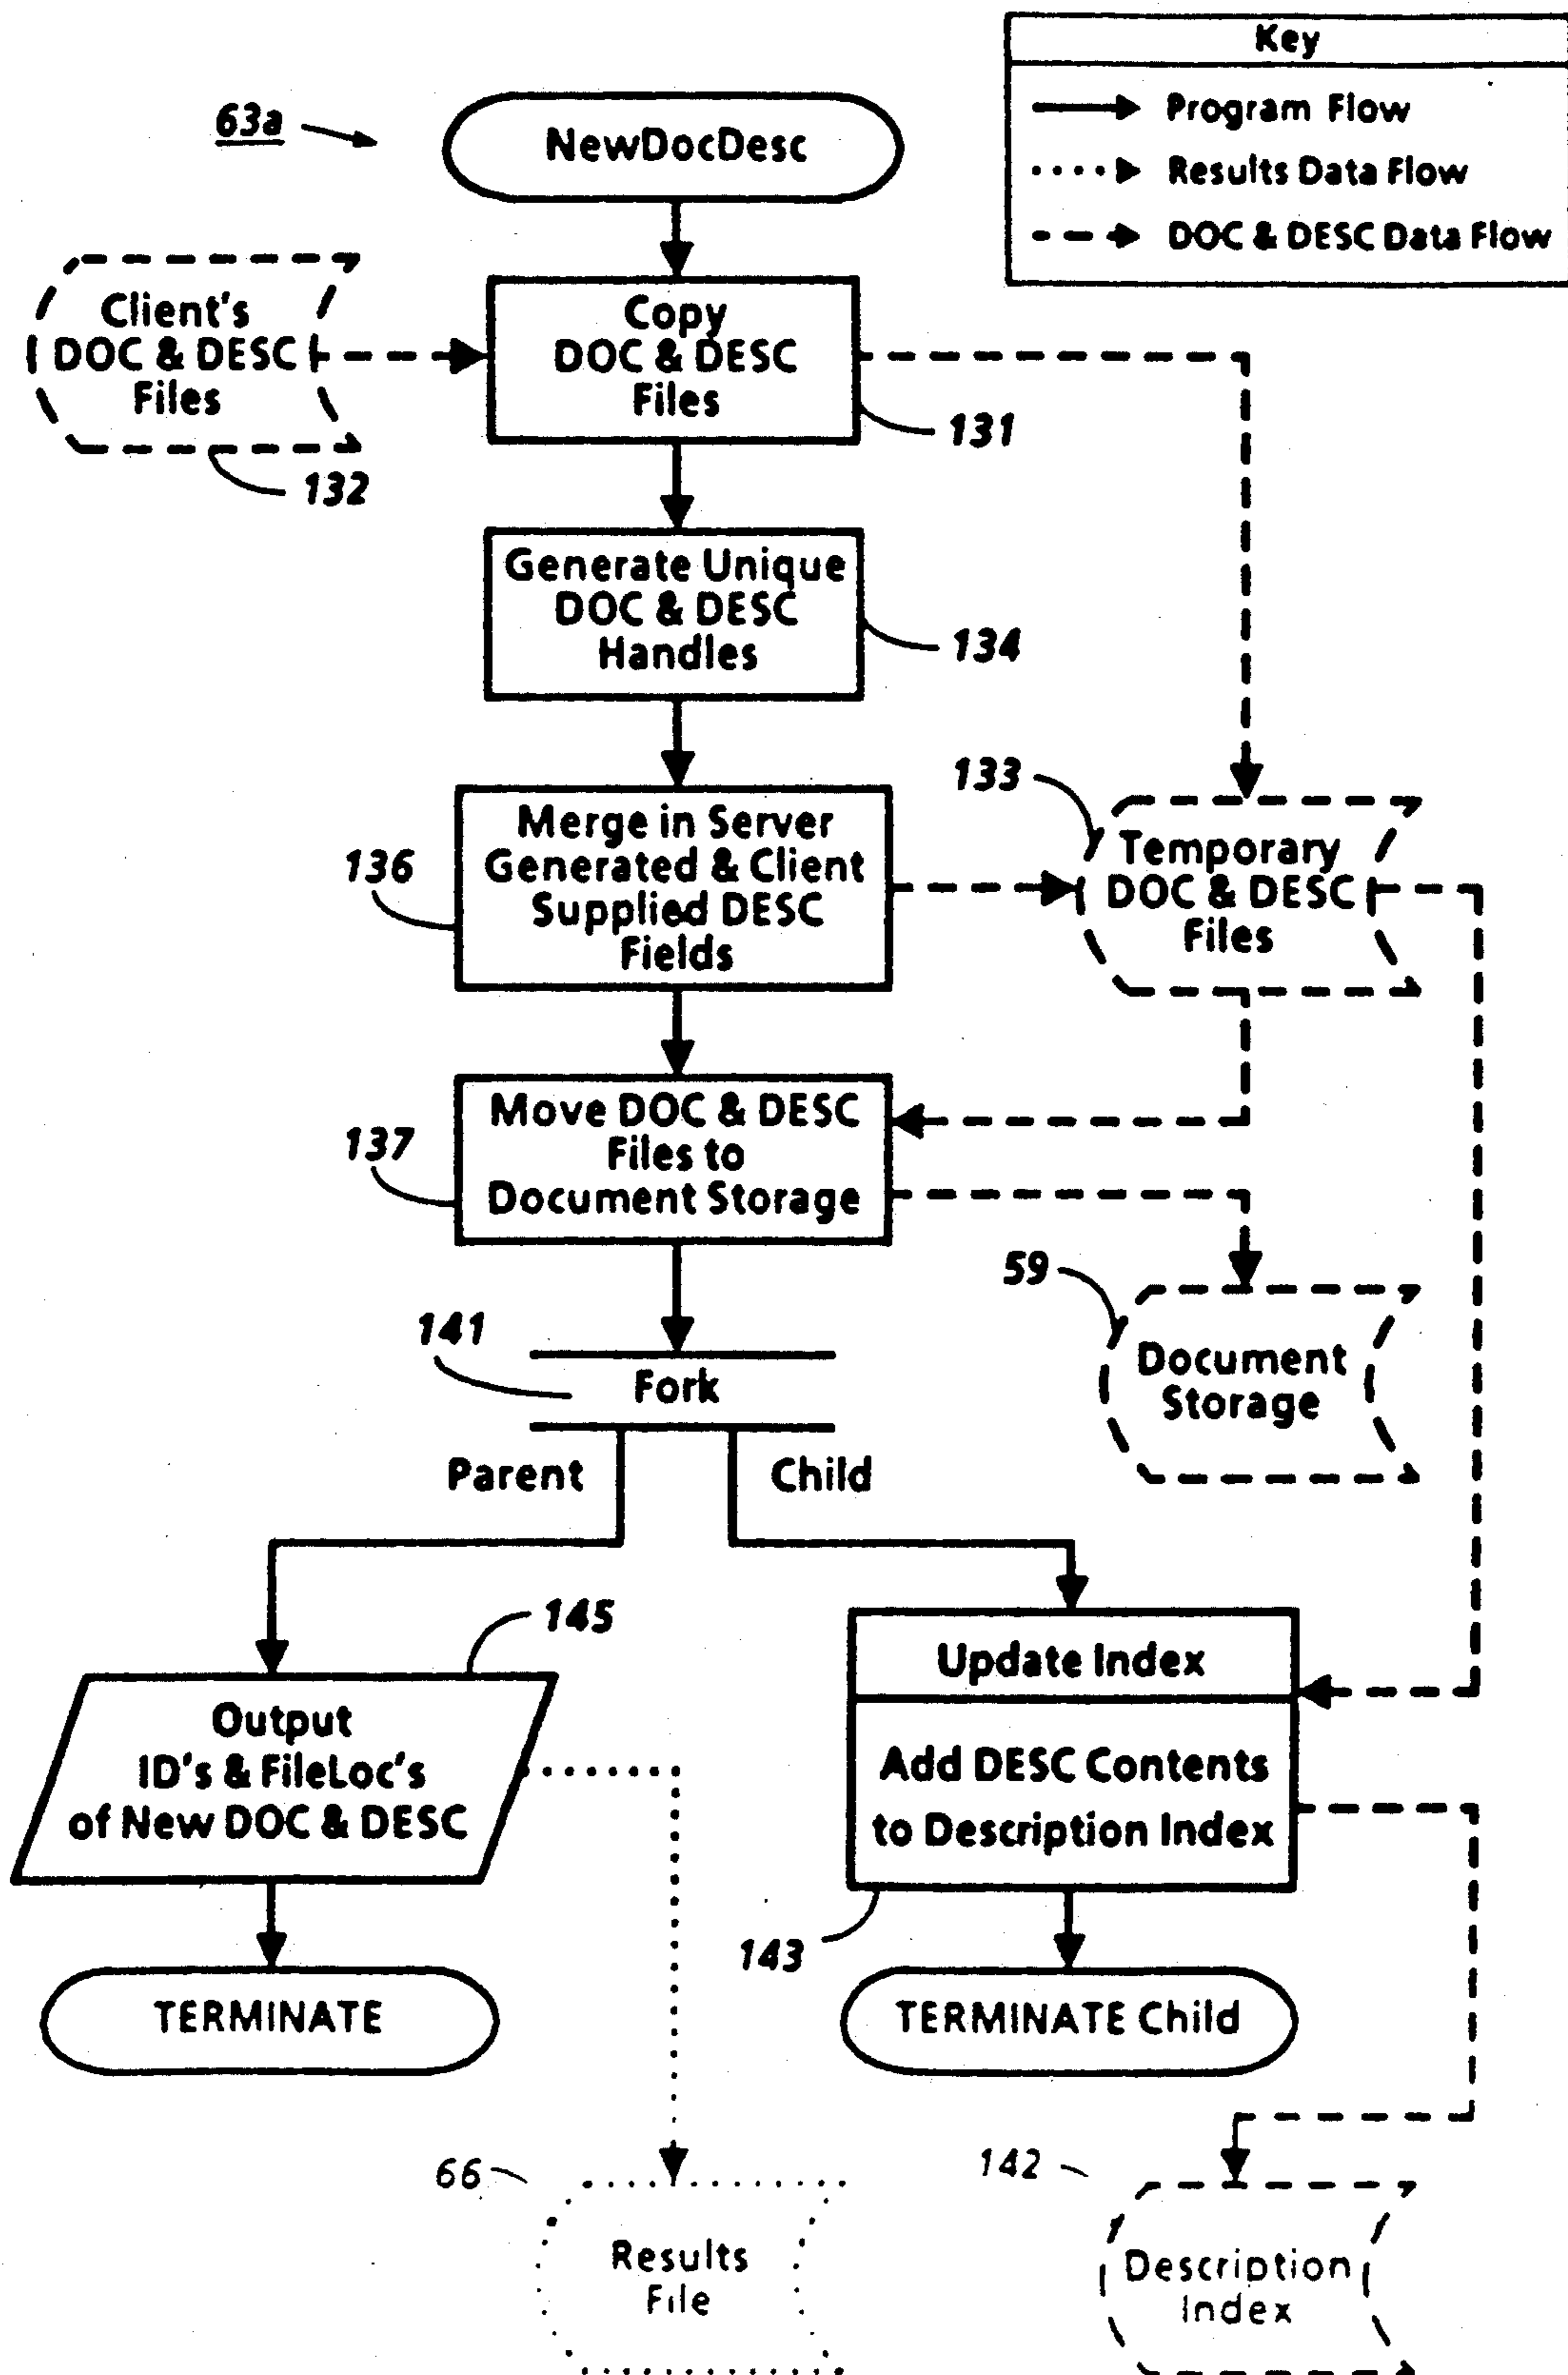 Key
Program Flow
Results Data Flow
DOC & DESC Data Flow
63a
NewDocDesc
Client's
DOC & DESC
Files
132
Copy
DOC & DESC
Files
131
Generate Unique
DOC & DESC
Handles
134
133
Merge in Server
Generated & Client
Supplied DESC
Fields
136
Temporary
DOC & DESC
Files
Move DOC & DESC
Files to
Document Storage
137
59
Document
Storage
141
Fork
Parent
Child
145
Output
ID's & FileLoc's
of New DOC & DESC
Update Index
Add DESC Contents
to Description Index
143
TERMINATE
TERMINATE Child
66
Results
File
142
Description
Index